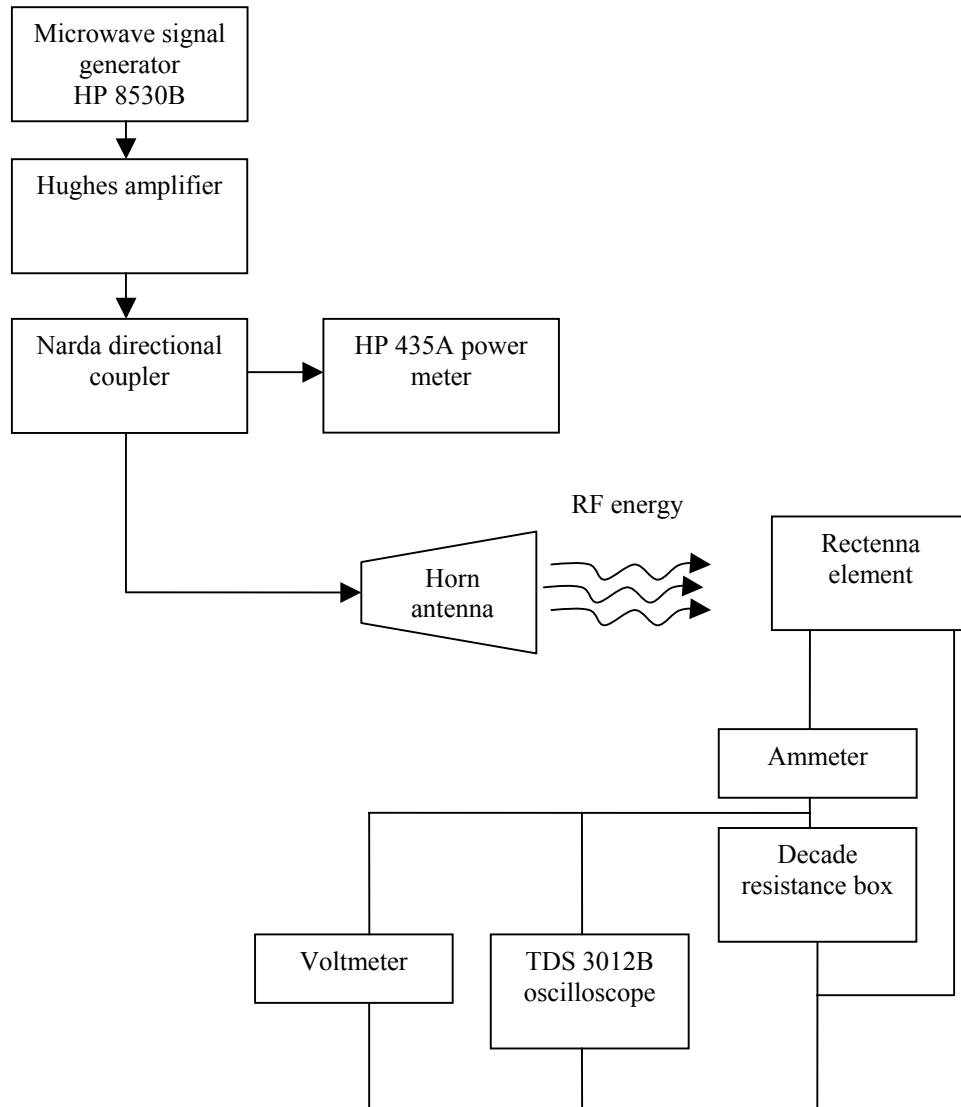 Microwave signal
generator
HP 8530B
Hughes amplifier
Narda directional
coupler
HP 435A power
meter
RF energy
Horn
antenna
Rectenna
element
Ammeter
Decade
resistance box
Voltmeter
TDS 3012B
oscilloscope